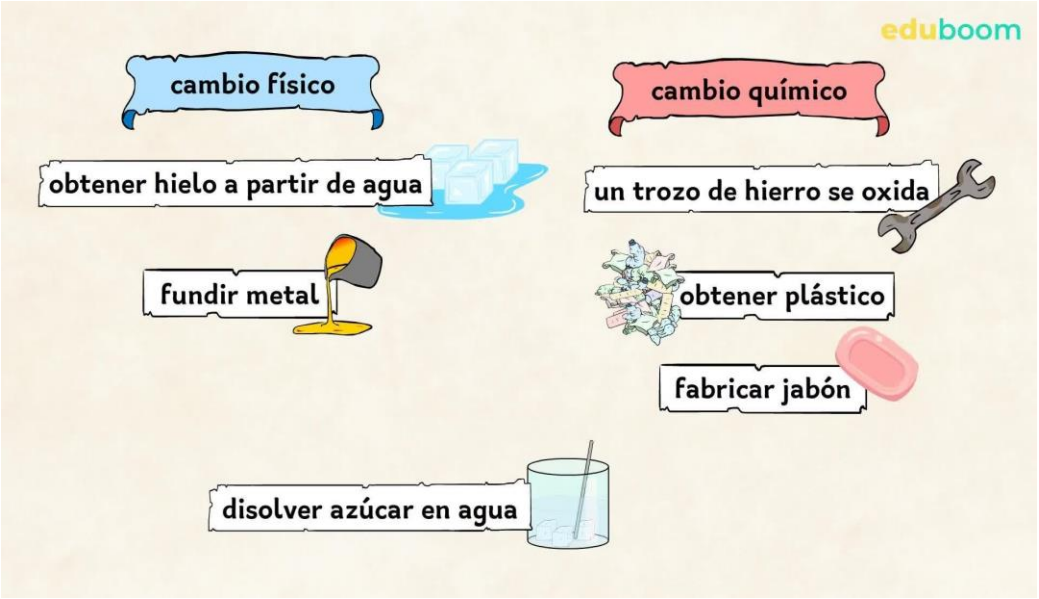 eduboom
cambio físico
cambio químico
obtener hielo a partir de agua
un trozo de hierro se oxida
fundir metal
obtener plástico
fabricar jabón
disolver azúcar en agua